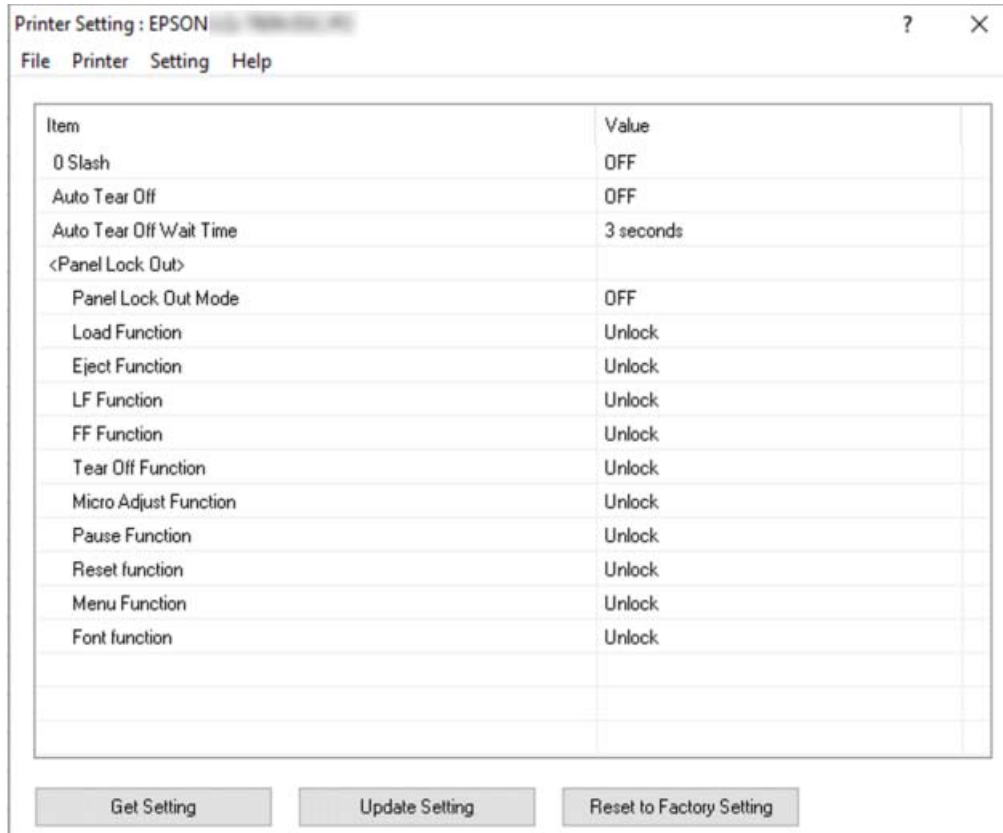 Printer Setting : EPSON
? ×
File Printer Setting Help
Item Value
0 Slash OFF
Auto Tear Off OFF
Auto Tear Off Wait Time 3 seconds
<Panel Lock Out>
Panel Lock Out Mode OFF
Load Function Unlock
Eject Function Unlock
LF Function Unlock
FF Function Unlock
Tear Off Function Unlock
Micro Adjust Function Unlock
Pause Function Unlock
Reset function Unlock
Menu Function Unlock
Font function Unlock
Get Setting Update Setting Reset to Factory Setting